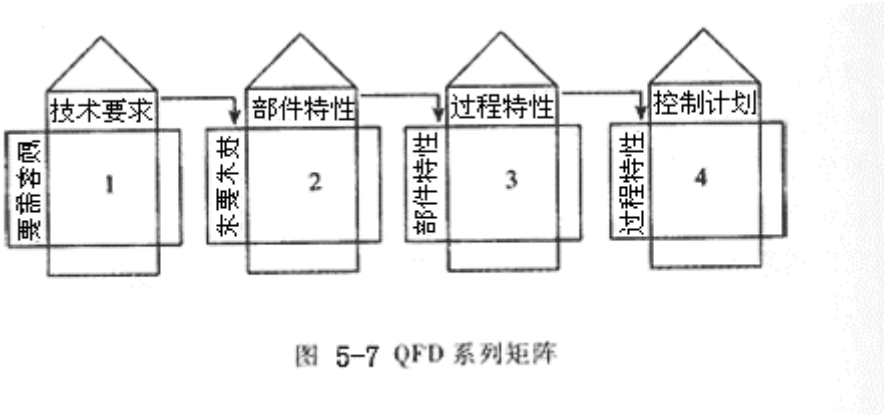 技术要求
部件特性
过程特性
控制计划
顾客需要
1
技术要求
2
部件特性
3
过程特性
4
图 5-7 QFD 系列矩阵